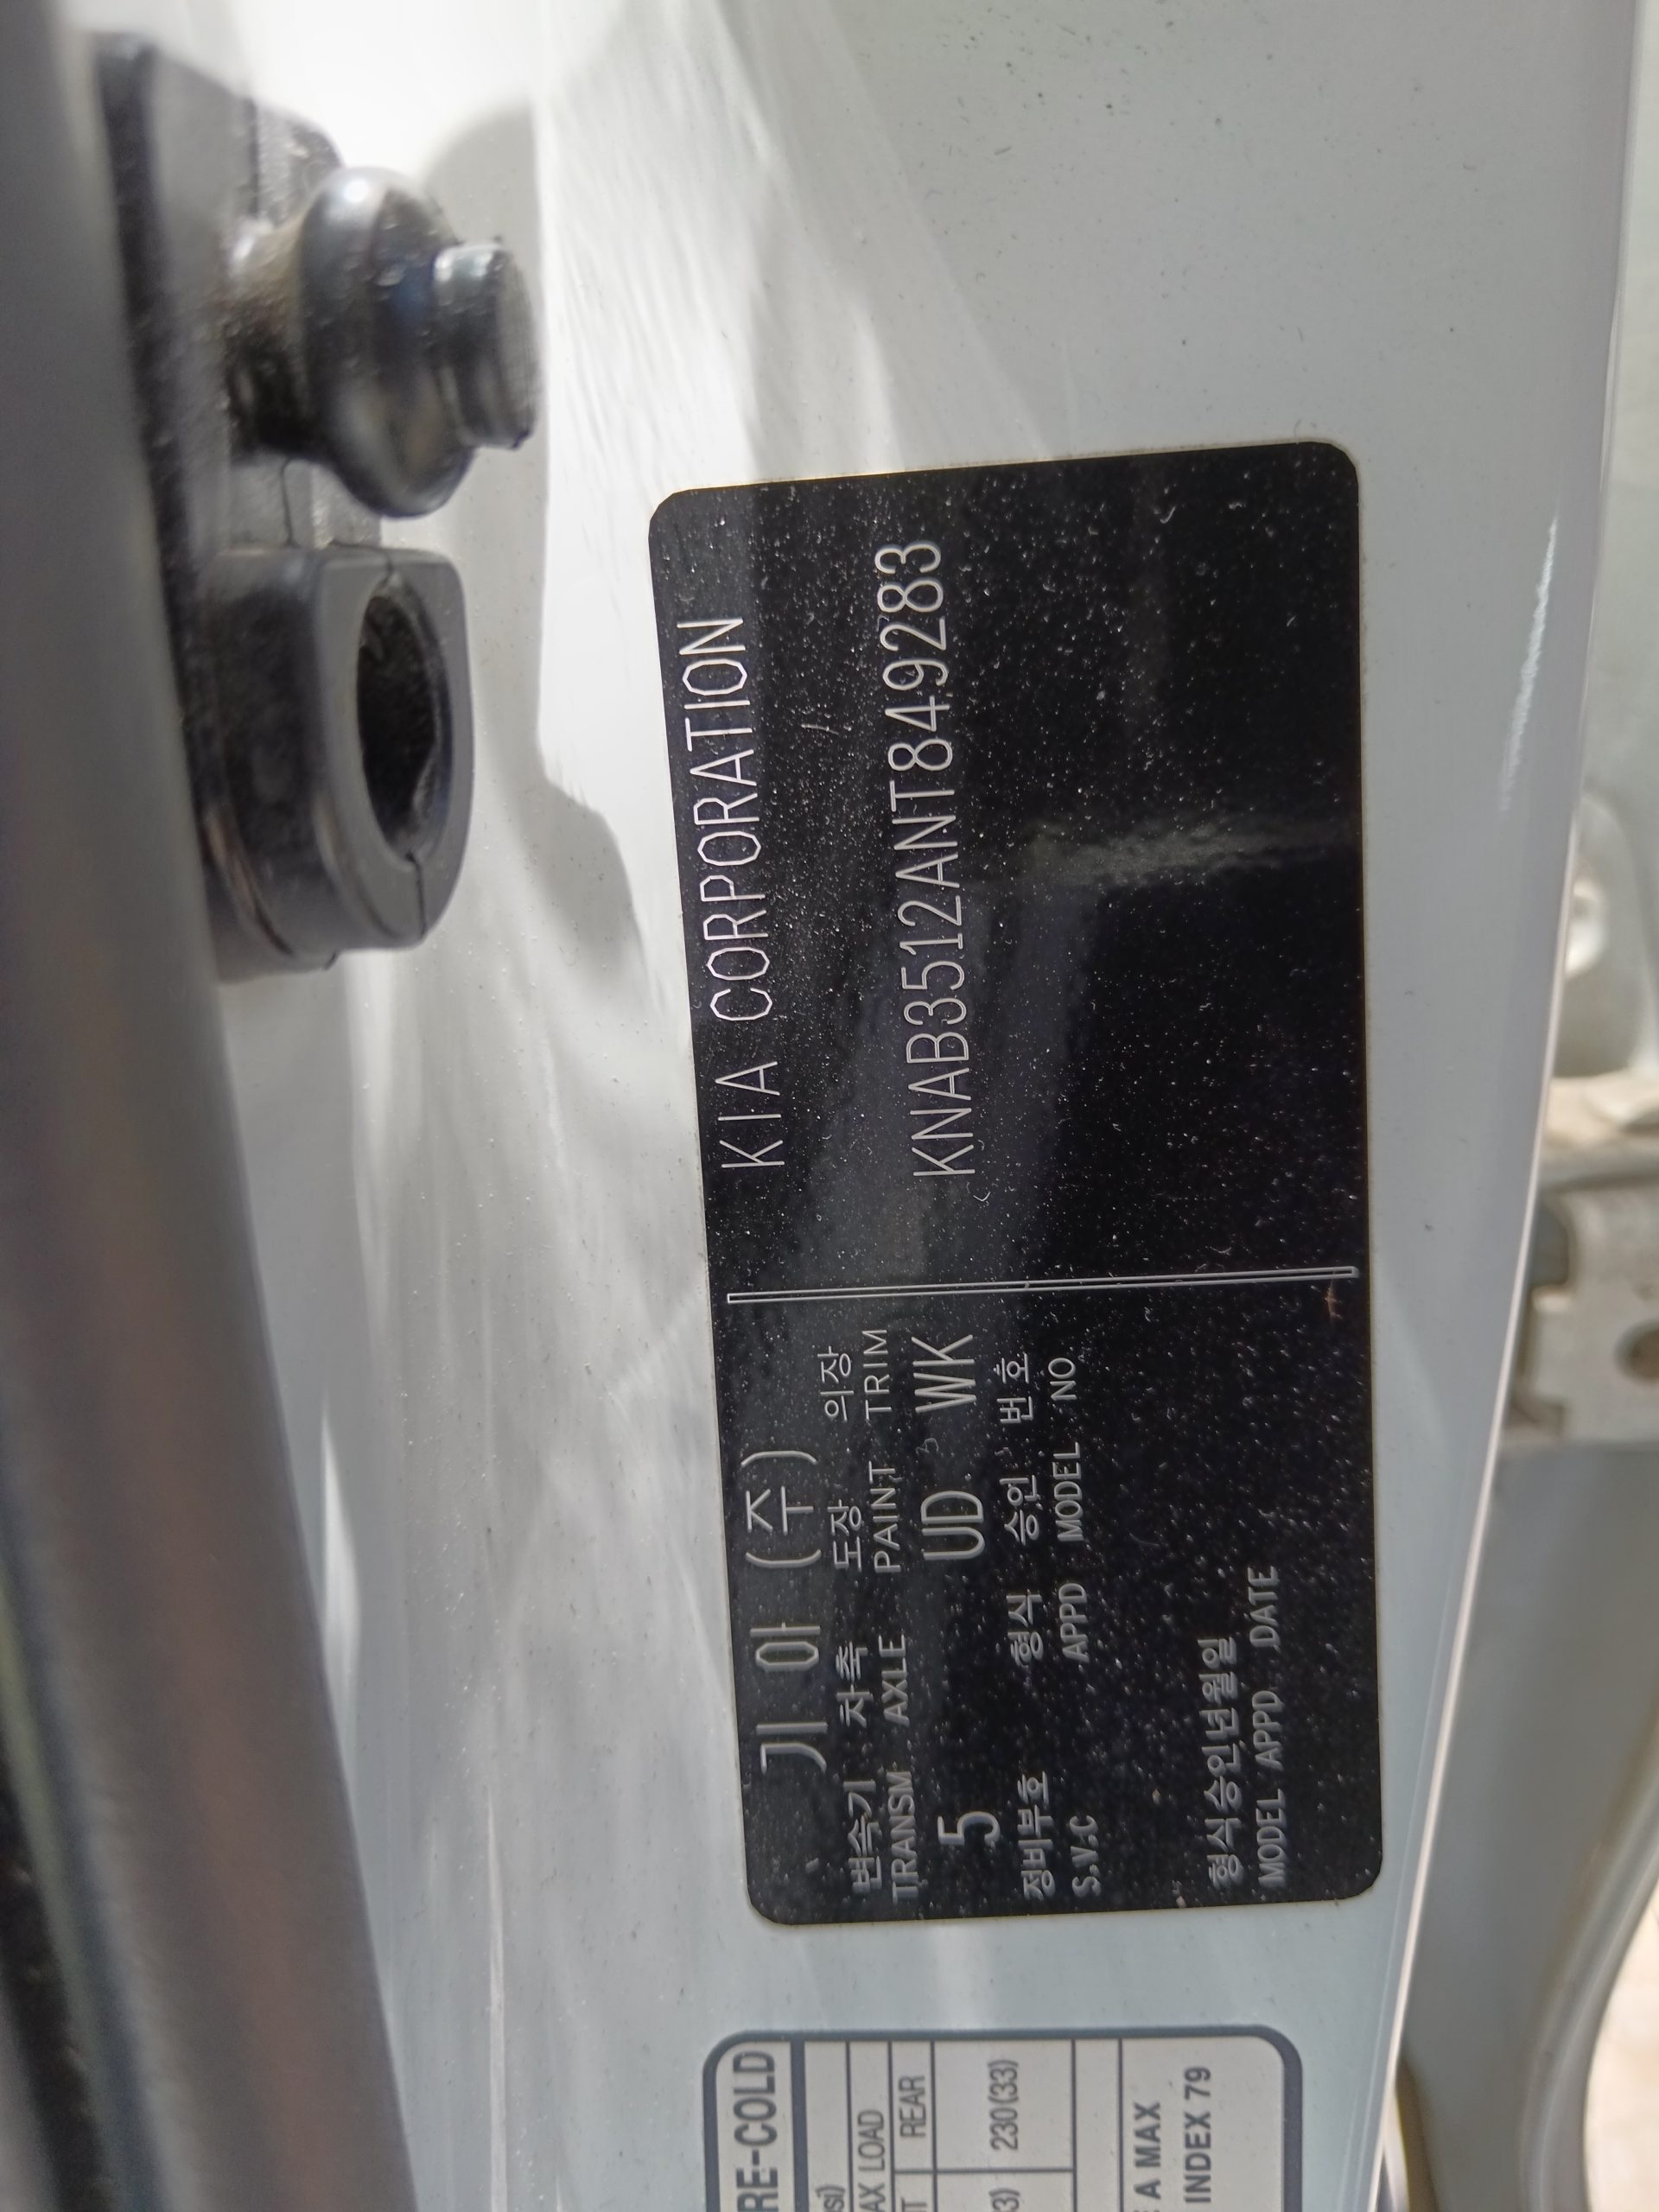 기아 (주)
KIA CORPORATION
변속기 차축 도장 의장
TRANSM AXLE PAINT TRIM
5 UD WK
KNAB3512ANT849283
정비부호 형식 승인 번호
S.V.C APPD MODEL NO
형식승인년월일
MODEL APPD DATE
RE-COLD
AX LOAD
REAR
230(33)
A MAX
INDEX 79